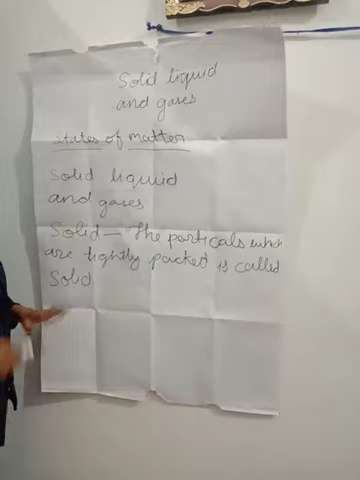 Solid liquid
and gases
States of matter
Solid liquid
and gases
Solid — The particals which
are tightly packed is called
Solid